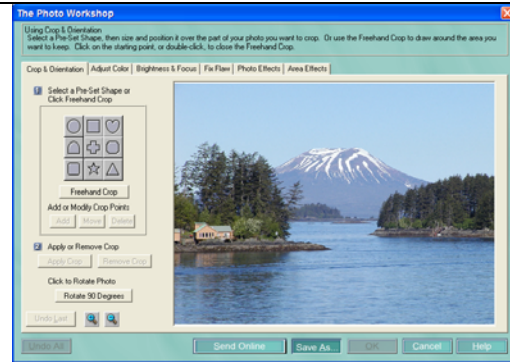 The Photo Workshop
Using Crop & Orientation
Select a Pre-Set Shape, then size and position it over the part of your photo you want to crop. Or use the Freehand Crop to draw around the area you
want to keep. Click on the starting point, or double-click, to close the Freehand Crop.
Crop & Orientation Adjust Color Brightness & Focus Fix Flaw Photo Effects Area Effects
1 Select a Pre-Set Shape or
Click Freehand Crop
Freehand Crop
Add or Modify Crop Points
Add Move Delete
2 Apply or Remove Crop
Apply Crop Remove Crop
Click to Rotate Photo
Rotate 90 Degrees
Undo Last
Undo All Send Online Save As... OK Cancel Help